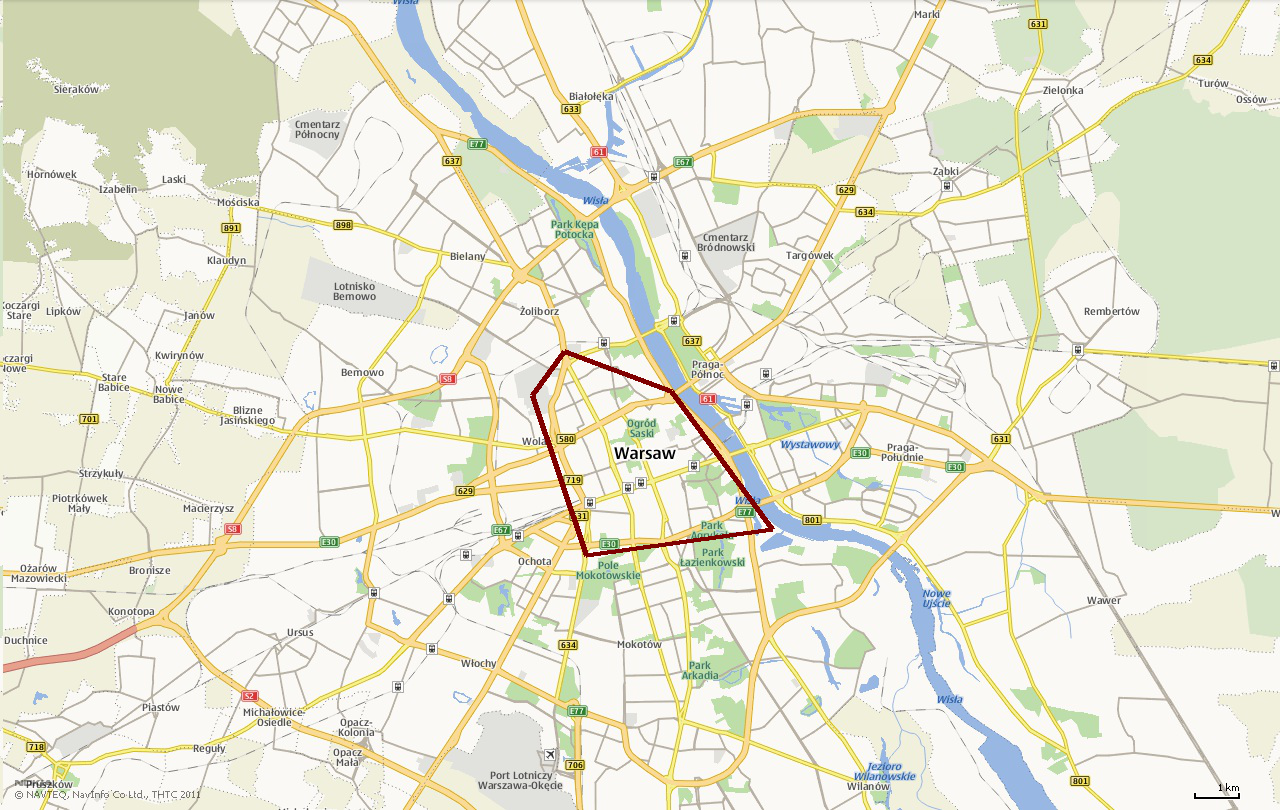 Wisła
Marki
631
634
Sieraków
Białołęka
Turów
Zielonka
Ossów
633
Cmentarz
Północny
E77
61
637
E67
Hornówek
Laski
Izabelin
Ząbki
629
Mościska
Wisła
634
891
898
Park Kępa
Potocka
Cmentarz
Bródnowski
Klaudyn
Bielany
Targówek
Lotnisko
Bemowo
Koczargi
Stare
Lipków
Janów
Żoliborz
Rembertów
637
Kwirynów
Praga-
Północ
Bemowo
Stare
Babice
S8
Nowe
Babice
61
701
Blizne
Jasińskiego
Ogród
Saski
Wola
580
631
Wystawowy
Praga-
Południe
Warsaw
E30
E30
Strzykuły
719
Piotrkówek
Mały
629
Macierzysz
Wisła
E77
631
801
S8
E67
Park
Agrykola
E30
E30
Park
Łazienkowski
Ożarów
Mazowiecki
Bronisze
Ochota
Pole
Mokotowskie
Nowe
Ujście
Wawer
Konotopa
Duchnice
Ursus
634
Mokotów
Włochy
Park
Arkadia
S2
Wisła
Piastów
Michałowice-
Osiedle
E77
Opacz-
Kolonia
718
Reguły
Opacz
Mała
706
Port Lotniczy
Warszawa-Okęcie
Jezioro
Wilanowskie
Wilanów
801
Pruszków
1 km
© NAVTEQ, NavInfo Co Ltd., THTC 2011